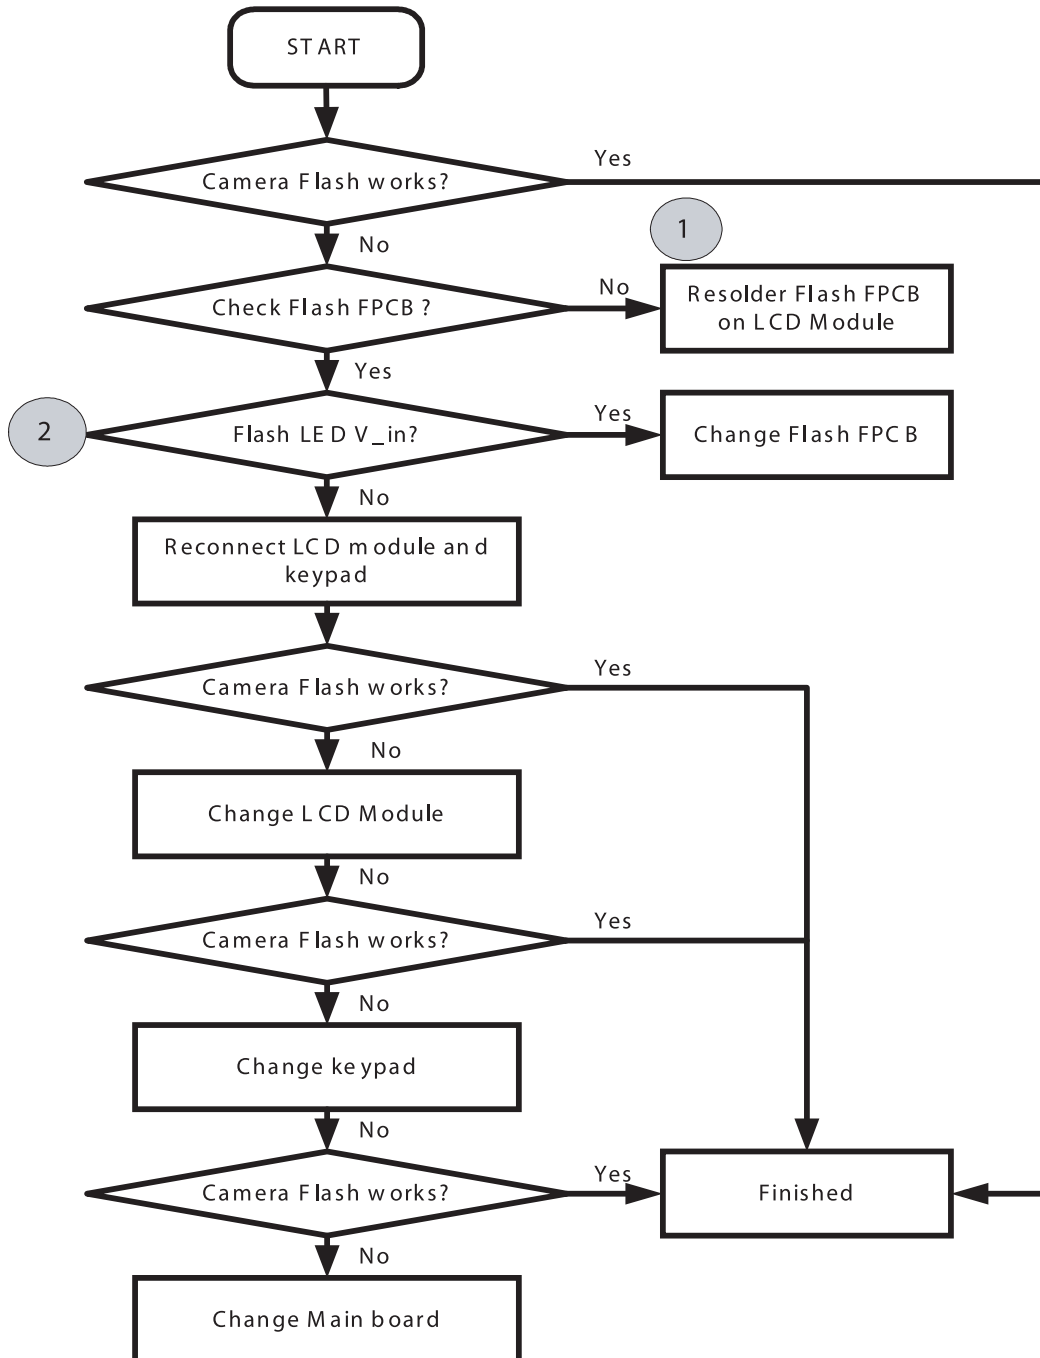 START
Camera Flash works?
Yes
No
1
Check Flash FPCB ?
No
Resolder Flash FPCB
on LCD Module
Yes
2
Flash LED V_in?
Yes
Change Flash FPCB
No
Reconnect LCD module and
keypad
Camera Flash works?
Yes
No
Change LCD Module
No
Camera Flash works?
Yes
No
Change keypad
No
Camera Flash works?
Yes
Finished
No
Change Main board